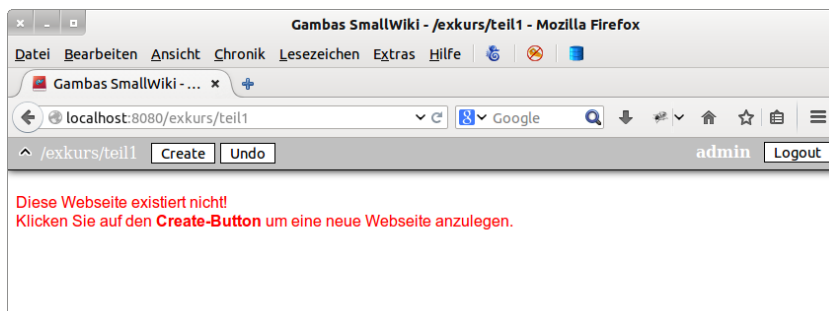 Gambas SmallWiki - /exkurs/teil1 - Mozilla Firefox
Datei Bearbeiten Ansicht Chronik Lesezeichen Extras Hilfe
Gambas SmallWiki - ...
localhost:8080/exkurs/teil1 8 Google
/exkurs/teil1 Create Undo admin Logout
Diese Webseite existiert nicht!
Klicken Sie auf den Create-Button um eine neue Webseite anzulegen.